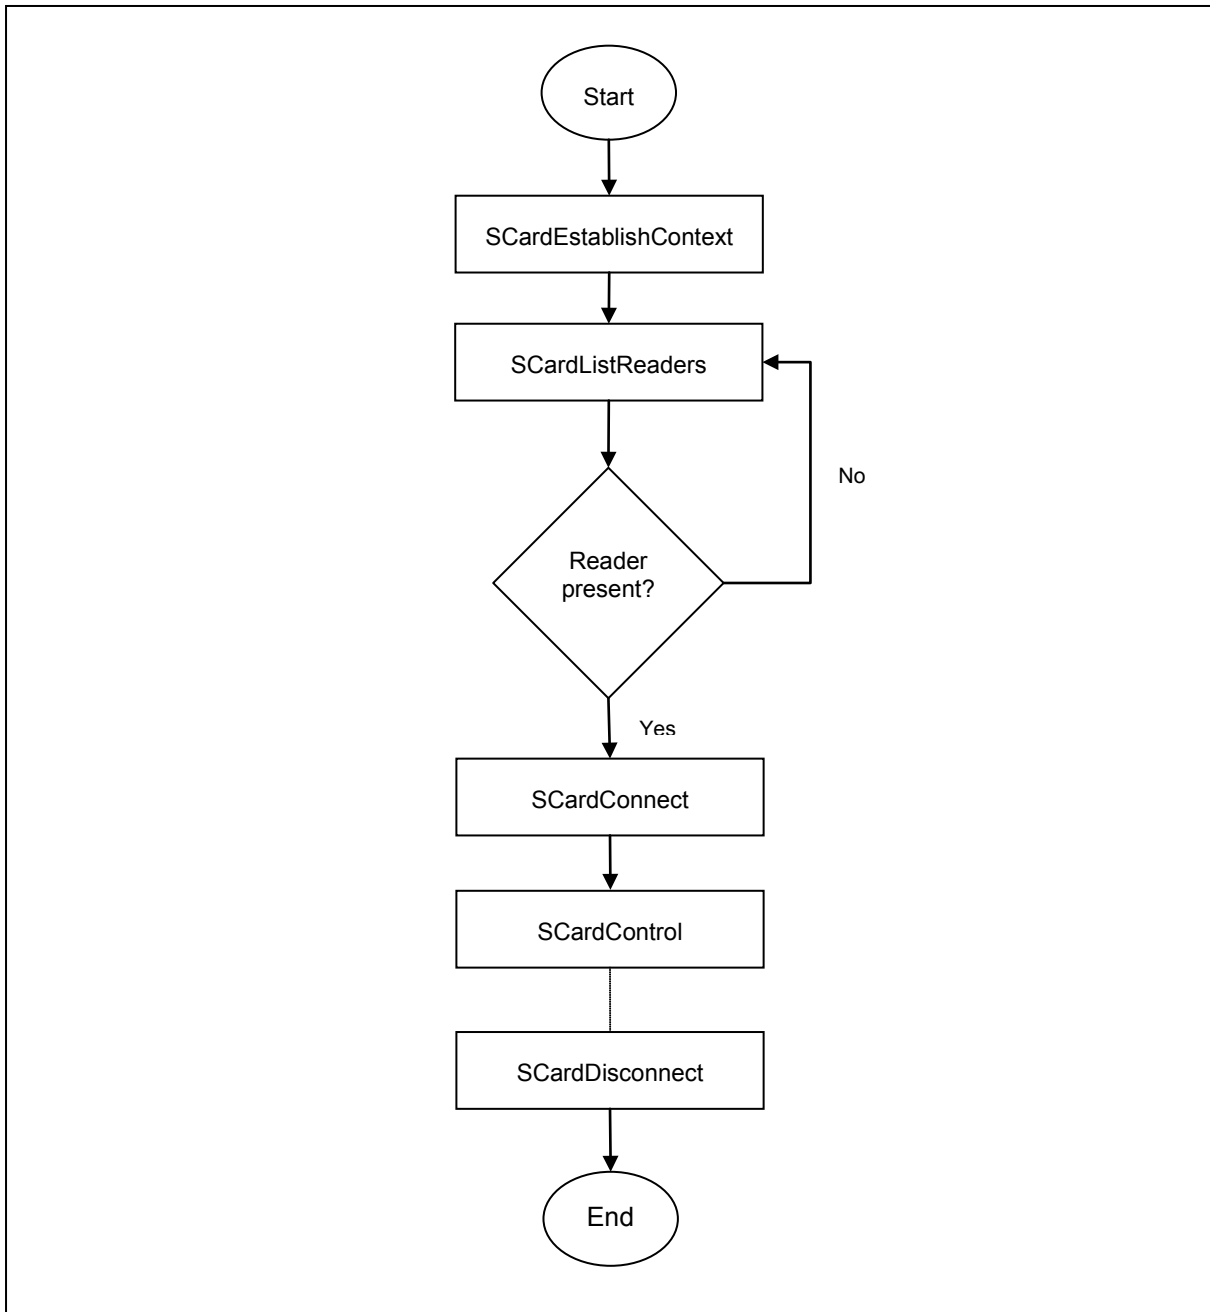 Start
SCardEstablishContext
SCardListReaders
No
Reader
present?
Yes
SCardConnect
SCardControl
SCardDisconnect
End